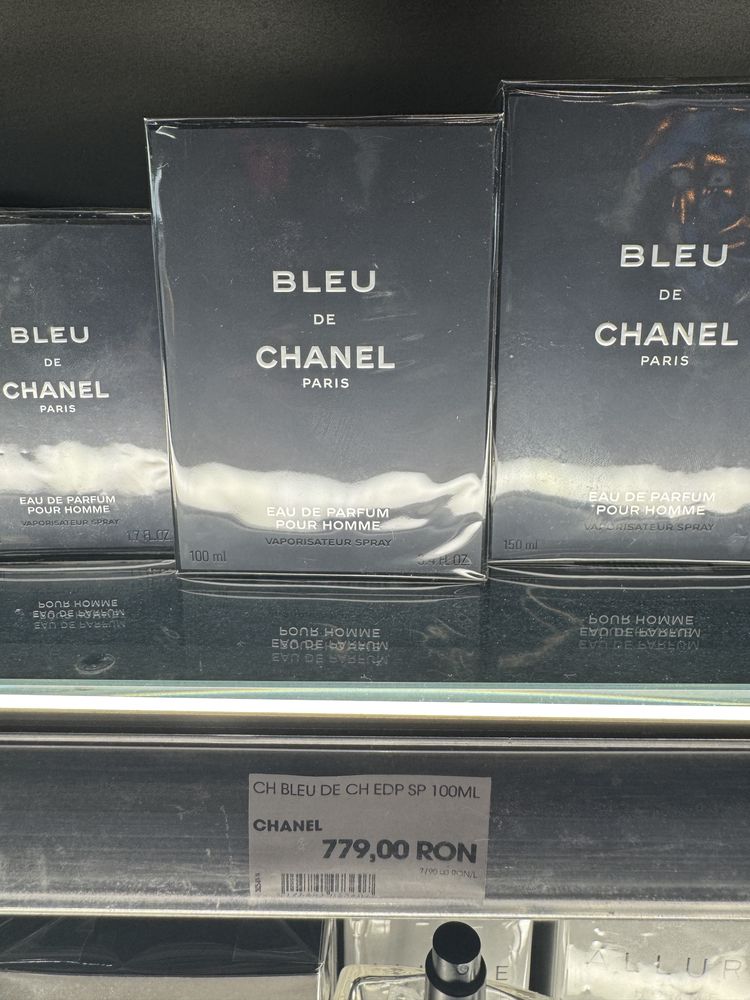 BLEU
DE
CHANEL
PARIS
EAU DE PARFUM
POUR HOMME
VAPORISATEUR SPRAY
1.7 FL.OZ
BLEU
DE
CHANEL
PARIS
EAU DE PARFUM
POUR HOMME
VAPORISATEUR SPRAY
100 ml
3.4 FL.OZ
BLEU
DE
CHANEL
PARIS
EAU DE PARFUM
POUR HOMME
VAPORISATEUR SPRAY
150 ml
CH BLEU DE CH EDP SP 100ML
CHANEL
779,00 RON
ALLUR